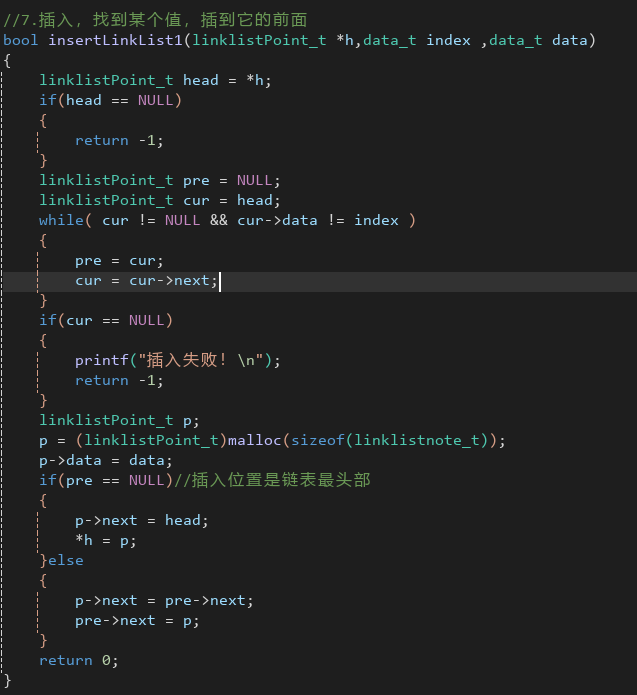 //7.插入，找到某个值，插到它的前面
bool insertLinkList1(linklistPoint_t *h,data_t index ,data_t data)
{
    linklistPoint_t head = *h;
    if(head == NULL)
    {
        return -1;
    }
    linklistPoint_t pre = NULL;
    linklistPoint_t cur = head;
    while( cur != NULL && cur->data != index )
    {
        pre = cur;
        cur = cur->next;
    }
    if(cur == NULL)
    {
        printf("插入失败！\n");
        return -1;
    }
    linklistPoint_t p;
    p = (linklistPoint_t)malloc(sizeof(linklistnote_t));
    p->data = data;
    if(pre == NULL)//插入位置是链表最头部
    {
        p->next = head;
        *h = p;
    }else
    {
        p->next = pre->next;
        pre->next = p;
    }
    return 0;
}